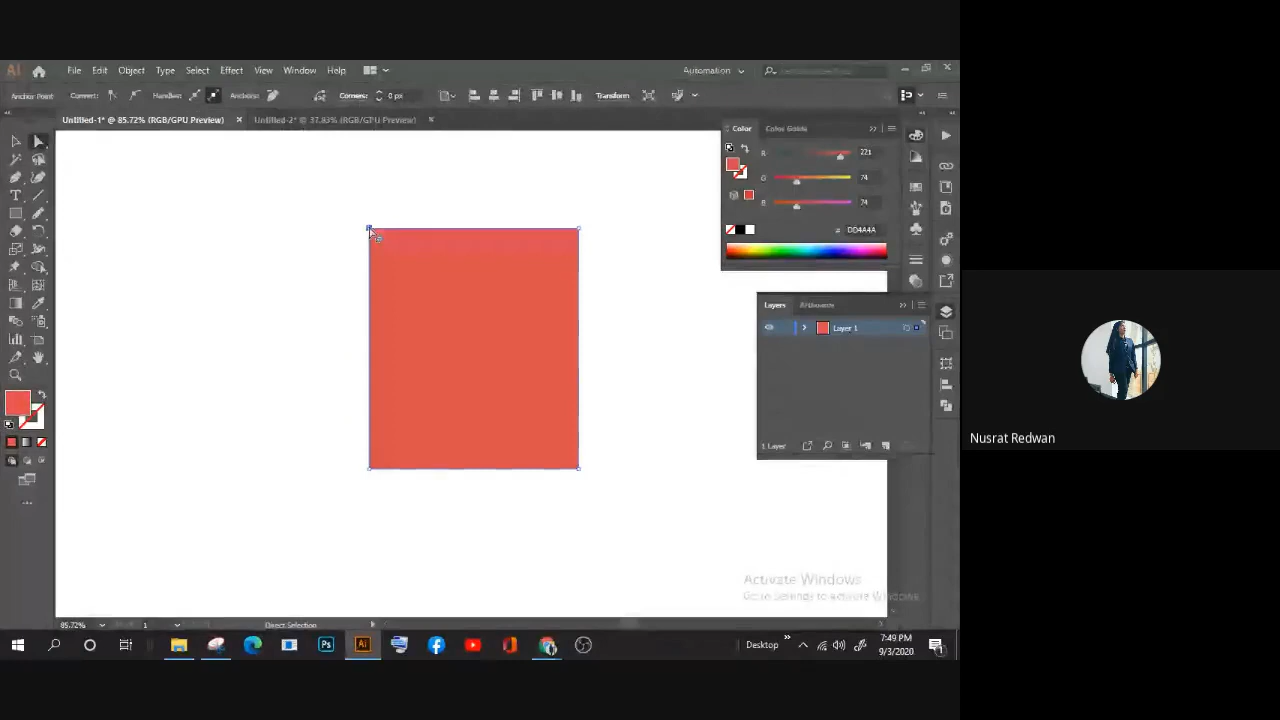 Ai File Edit Object Type Select Effect View Window Help Automation
Anchor Point Convert: Handles: Anchors: Corners: 0 px Transform
Untitled-1* @ 85.72% (RGB/GPU Preview) × Untitled-2* @ 37.83% (RGB/GPU Preview) ×
Color Color Guide
R 221
G 74
B 74
# DD4A4A
Layers
Layer 1
1 Layer
Nusrat Redwan
Activate Windows
Go to Settings to activate Windows.
85.72% 1 Direct Selection
Ps Ai Desktop 7:49 PM
9/3/2020